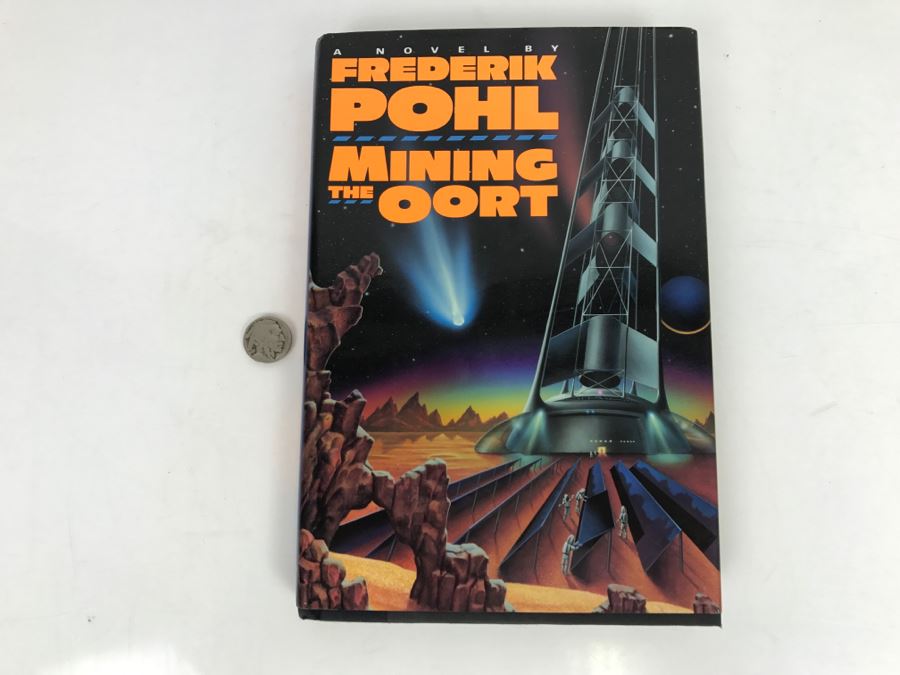 A NOVEL BY
FREDERIK
POHL
MINING
THE OORT